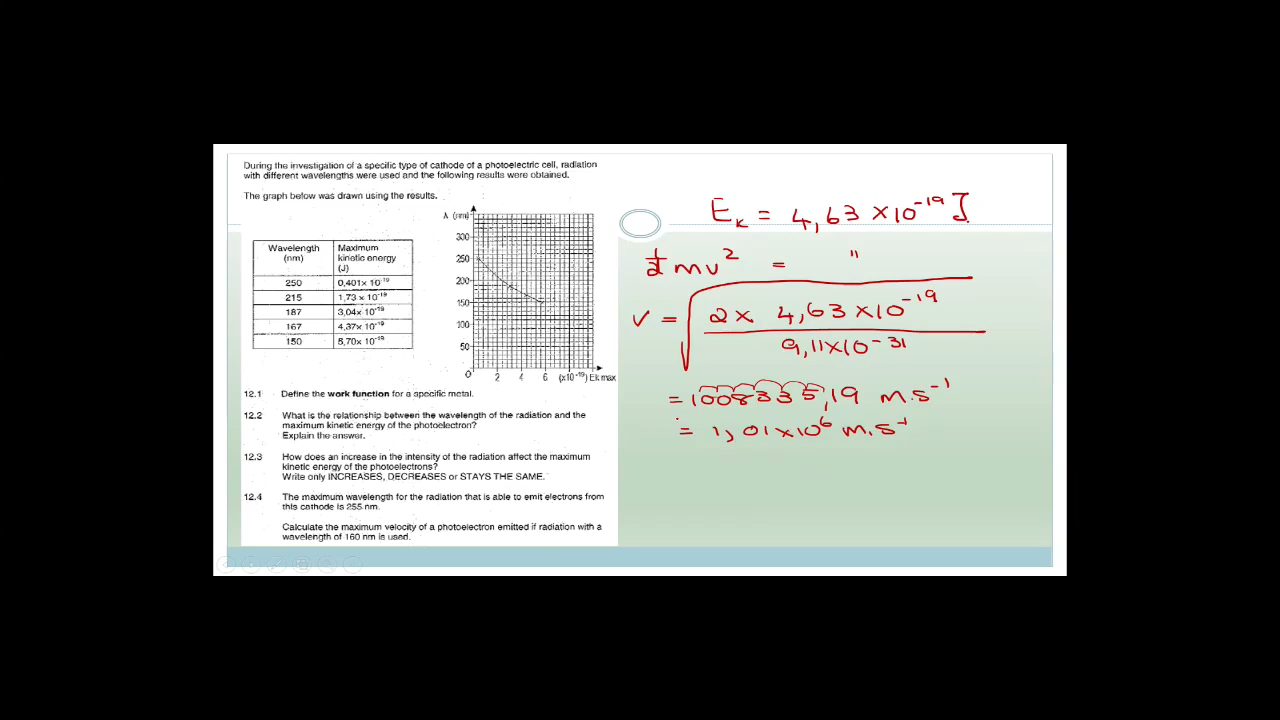 During the investigation of a specific type of cathode of a photoelectric cell, radiation
with different wavelengths were used and the following results were obtained.
The graph below was drawn using the results.
Wavelength (nm) Maximum kinetic energy (J)
250 0,401× 10⁻¹⁹
215 1,73 × 10⁻¹⁹
187 3,04× 10⁻¹⁹
167 4,37× 10⁻¹⁹
150 5,70× 10⁻¹⁹
λ (nm)
300
250
200
150
100
50
O 2 4 6 (x10⁻¹⁹) Ek max
12.1 Define the work function for a specific metal.
12.2 What is the relationship between the wavelength of the radiation and the
maximum kinetic energy of the photoelectron?
Explain the answer.
12.3 How does an increase in the intensity of the radiation affect the maximum
kinetic energy of the photoelectrons?
Write only INCREASES, DECREASES or STAYS THE SAME.
12.4 The maximum wavelength for the radiation that is able to emit electrons from
this cathode is 255 nm.
Calculate the maximum velocity of a photoelectron emitted if radiation with a
wavelength of 160 nm is used.
Eₖ = 4,63 × 10⁻¹⁹ J.
½ mv² = "
v = √(2 × 4,63 × 10⁻¹⁹ / 9,11×10⁻³¹)
= 1008335,19 m.s⁻¹
= 1,01×10⁶ m.s⁻¹